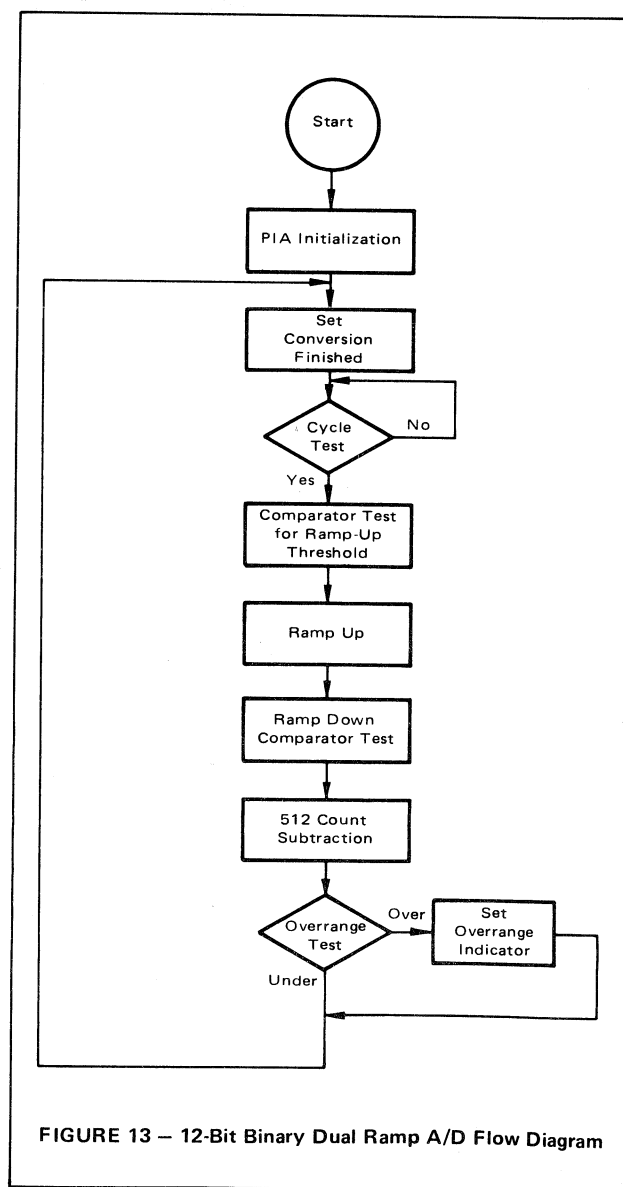 Start
PIA Initialization
Set
Conversion
Finished
Cycle
Test
No
Yes
Comparator Test
for Ramp-Up
Threshold
Ramp Up
Ramp Down
Comparator Test
512 Count
Subtraction
Overrange
Test
Over
Set
Overrange
Indicator
Under
FIGURE 13 — 12-Bit Binary Dual Ramp A/D Flow Diagram